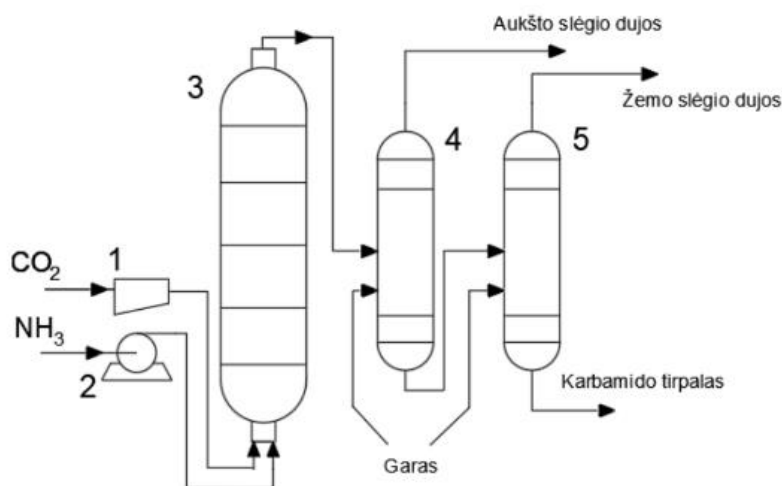 Aukšto slėgio dujos
3
Žemo slėgio dujos
4
5
CO2
1
NH3
2
Karbamido tirpalas
Garas